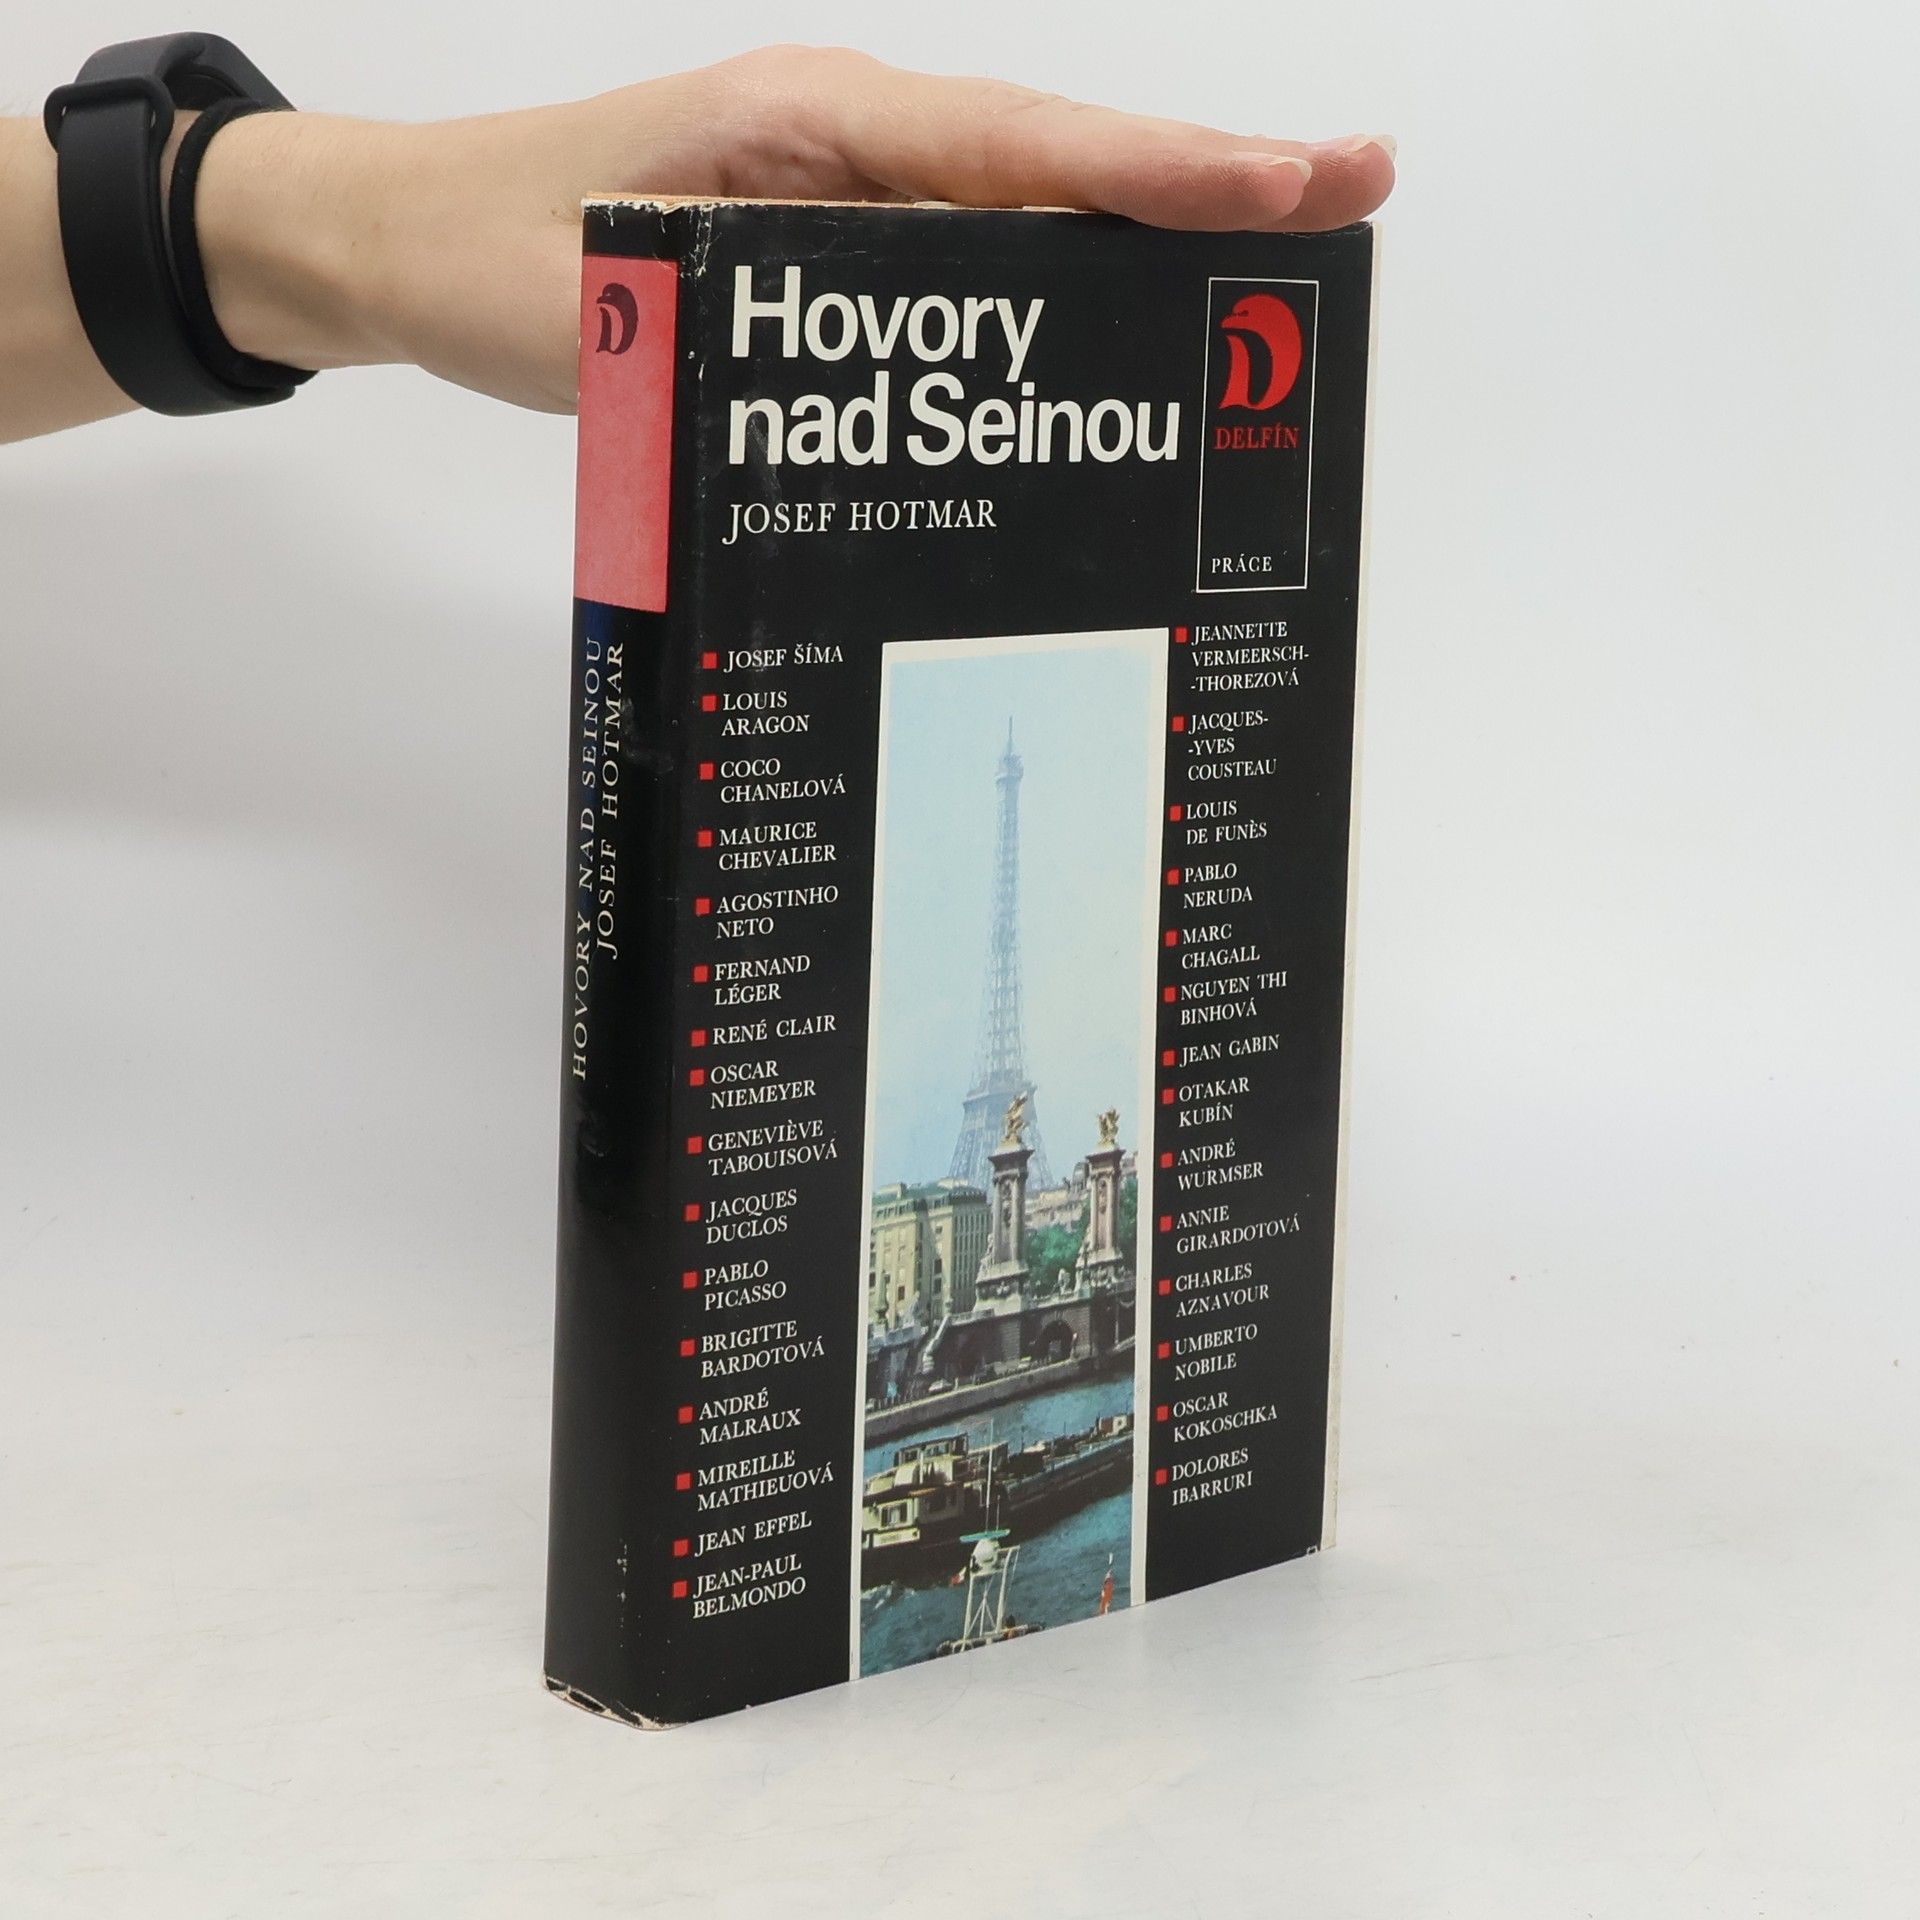 Hovory
nad Seinou
JOSEF HOTMAR
DELFÍN
PRÁCE
JOSEF ŠÍMA
LOUIS
ARAGON
COCO
CHANELOVÁ
MAURICE
CHEVALIER
AGOSTINHO
NETO
FERNAND
LÉGER
RENÉ CLAIR
OSCAR
NIEMEYER
GENEVIÈVE
TABOUISOVÁ
JACQUES
DUCLOS
PABLO
PICASSO
BRIGITTE
BARDOTOVÁ
ANDRÉ
MALRAUX
MIREILLE
MATHIEUOVÁ
JEAN EFFEL
JEAN-PAUL
BELMONDO
JEANNETTE
VERMEERSCH-
-THOREZOVÁ
JACQUES-
-YVES
COUSTEAU
LOUIS
DE FUNÈS
PABLO
NERUDA
MARC
CHAGALL
NGUYEN THI
BINHOVÁ
JEAN GABIN
OTAKAR
KUBÍN
ANDRÉ
WURMSER
ANNIE
GIRARDOTOVÁ
CHARLES
AZNAVOUR
UMBERTO
NOBILE
OSCAR
KOKOSCHKA
DOLORES
IBARRURI
HOVORY NAD SEINOU
JOSEF HOTMAR